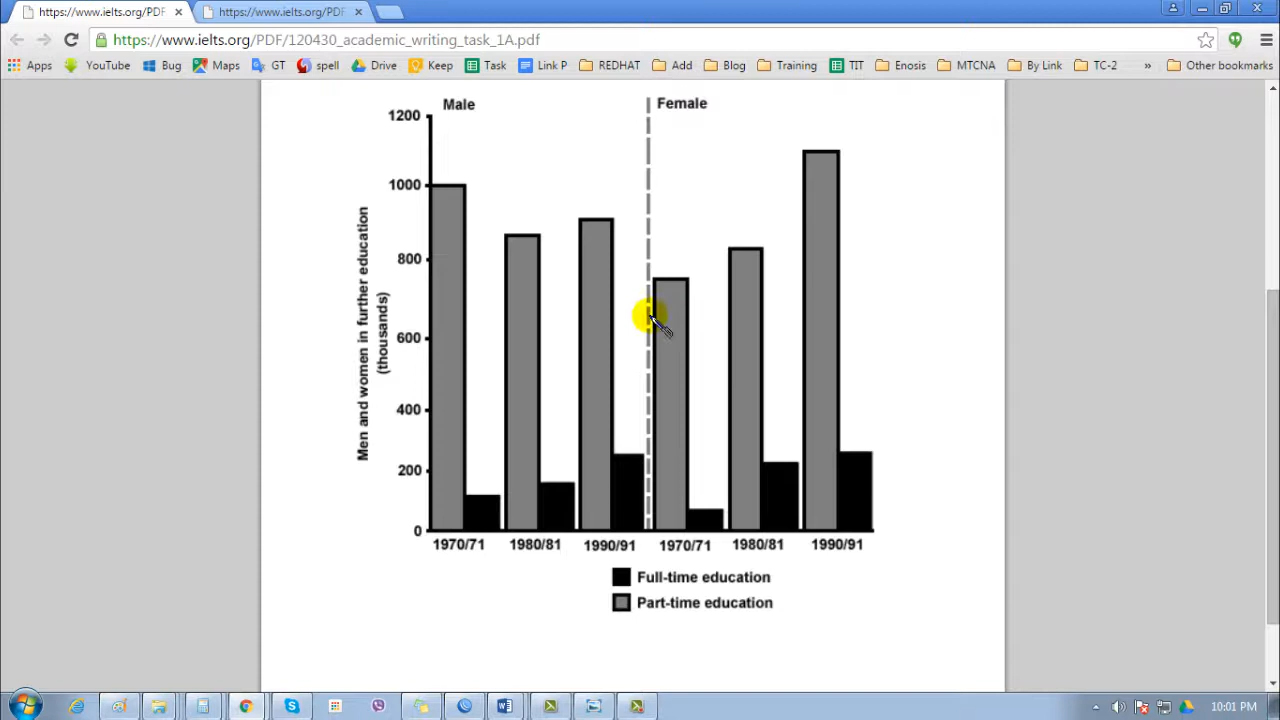 https://www.ielts.org/PDF/
https://www.ielts.org/PDF/
https://www.ielts.org/PDF/120430_academic_writing_task_1A.pdf
Apps YouTube Bug Maps GT spell Drive Keep Task Link P REDHAT Add Blog Training TIT Enosis MTCNA By Link TC-2 » Other bookmarks
Male Female
Men and women in further education
(thousands)
1200
1000
800
600
400
200
0
1970/71 1980/81 1990/91 1970/71 1980/81 1990/91
Full-time education
Part-time education
10:01 PM